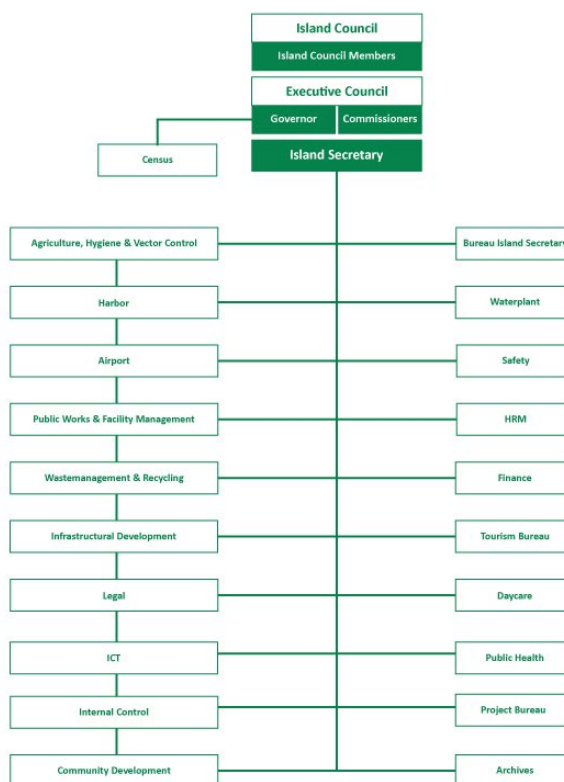 Island Council
Island Council Members
Executive Council
Governor
Commissioners
Census
Island Secretary
Agriculture, Hygiene & Vector Control
Bureau Island Secretary
Harbor
Waterplant
Airport
Safety
Public Works & Facility Management
HRM
Wastemanagement & Recycling
Finance
Infrastructural Development
Tourism Bureau
Legal
Daycare
ICT
Public Health
Internal Control
Project Bureau
Community Development
Archives